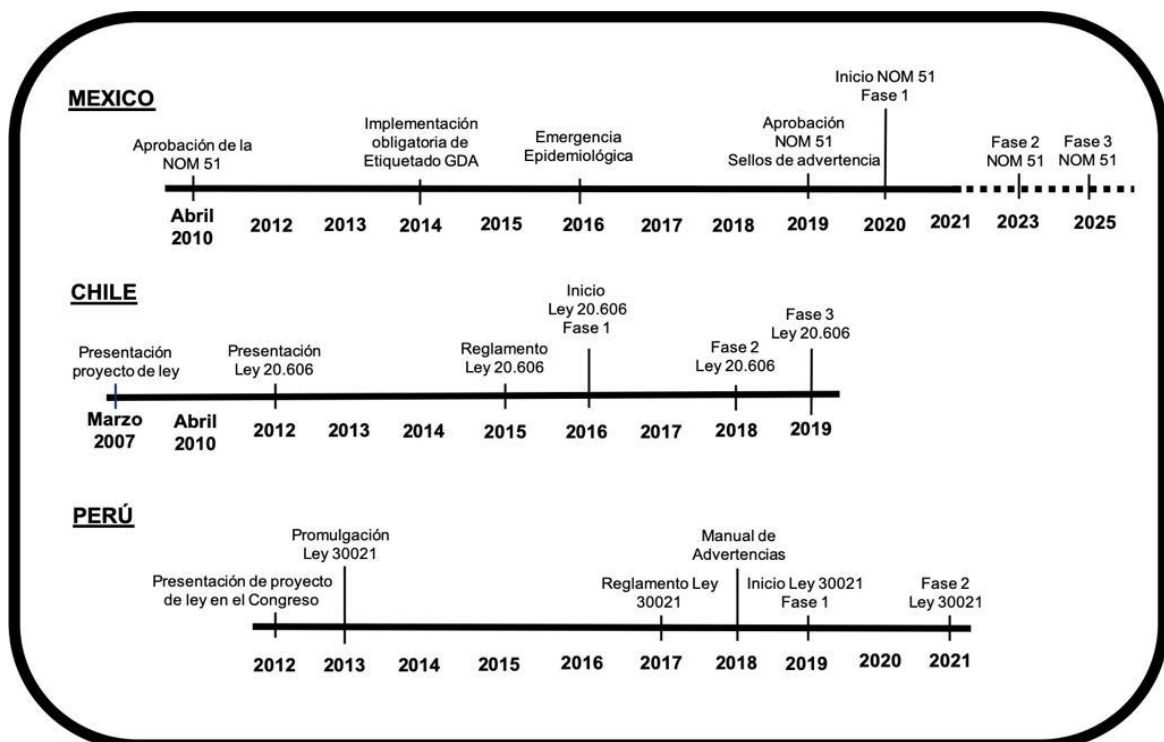 MEXICO
Aprobación de la
NOM 51
Implementación
obligatoria de
Etiquetado GDA
Emergencia
Epidemiológica
Aprobación
NOM 51
Sellos de advertencia
Inicio NOM 51
Fase 1
Fase 2
NOM 51
Fase 3
NOM 51
Abril
2010
2012
2013
2014
2015
2016
2017
2018
2019
2020
2021
2023
2025
CHILE
Presentación
proyecto de ley
Presentación
Ley 20.606
Reglamento
Ley 20.606
Inicio
Ley 20.606
Fase 1
Fase 2
Ley 20.606
Fase 3
Ley 20.606
Marzo
2007
Abril
2010
2012
2013
2014
2015
2016
2017
2018
2019
PERÚ
Presentación de proyecto
de ley en el Congreso
Promulgación
Ley 30021
Reglamento Ley
30021
Manual de
Advertencias
Inicio Ley 30021
Fase 1
Fase 2
Ley 30021
2012
2013
2014
2015
2016
2017
2018
2019
2020
2021